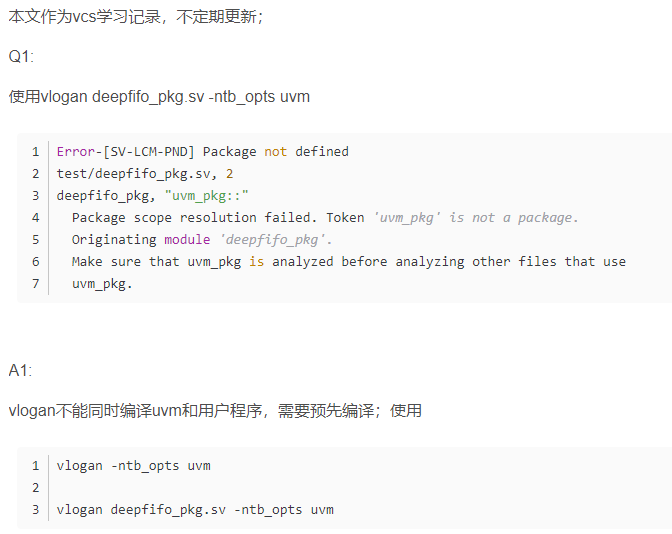 本文作为vcs学习记录，不定期更新；
Q1:
使用vlogan deepfifo_pkg.sv -ntb_opts uvm
1 Error-[SV-LCM-PND] Package not defined
2 test/deepfifo_pkg.sv, 2
3 deepfifo_pkg, "uvm_pkg::"
4 Package scope resolution failed. Token 'uvm_pkg' is not a package.
5 Originating module 'deepfifo_pkg'.
6 Make sure that uvm_pkg is analyzed before analyzing other files that use
7 uvm_pkg.
A1:
vlogan不能同时编译uvm和用户程序，需要预先编译；使用
1 vlogan -ntb_opts uvm
2
3 vlogan deepfifo_pkg.sv -ntb_opts uvm